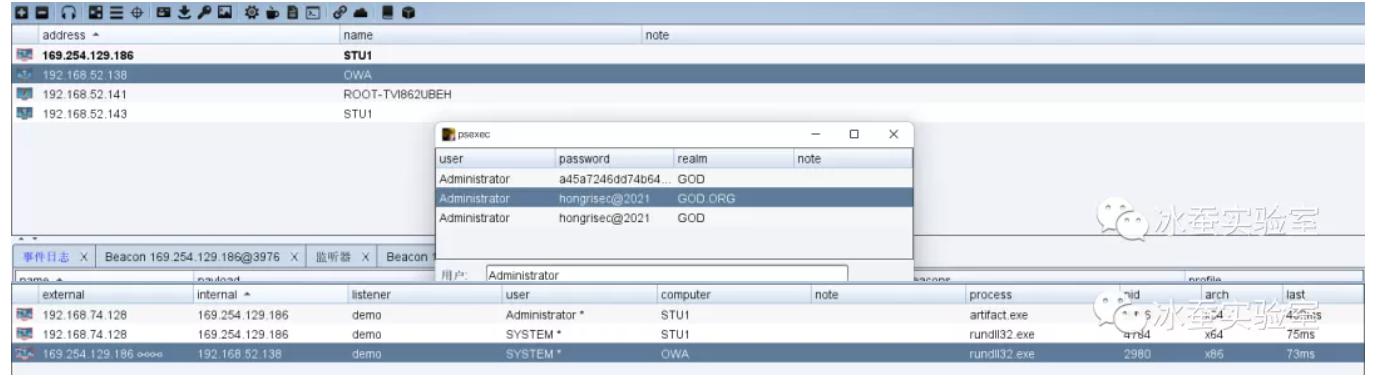 address name note
169.254.129.186 STU1
192.168.52.138 OWA
192.168.52.141 ROOT-TVI862UBEH
192.168.52.143 STU1
psexec
user password realm note
Administrator a45a7246dd74b64... GOD
Administrator hongrisec@2021 GOD.ORG
Administrator hongrisec@2021 GOD
冰蚕实验室
事件日志 X Beacon 169.254.129.186@3976 X 监听器 X Beacon
用户: Administrator
name payload beacons profile
external internal listener user computer note process pid arch last
192.168.74.128 169.254.129.186 demo Administrator * STU1 artifact.exe x64
192.168.74.128 169.254.129.186 demo SYSTEM * STU1 rundll32.exe 4784 x64 75ms
169.254.129.186 192.168.52.138 demo SYSTEM * OWA rundll32.exe 2980 x86 73ms
冰蚕实验室